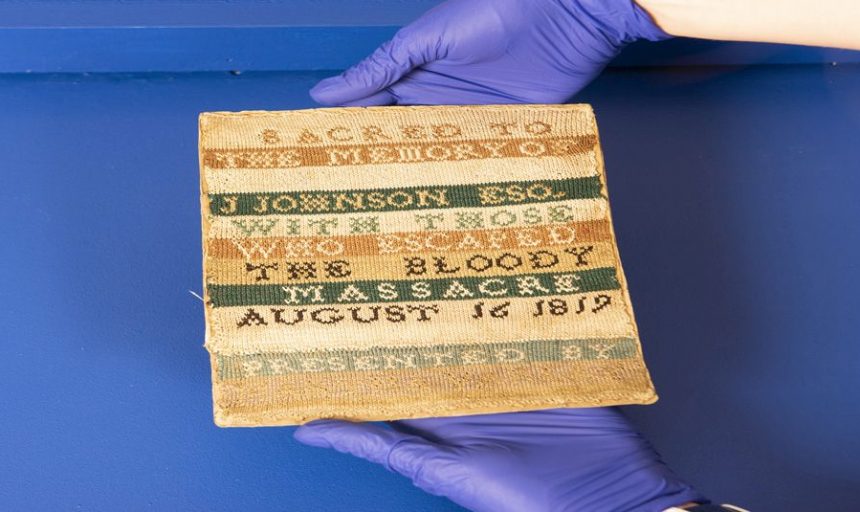 SACRED TO
THE MEMORY OF
J JOHNSON ESQ.
WITH THOSE
WHO ESCAPED
THE BLOODY
MASSACRE
AUGUST 16 1819
PRESENTED BY